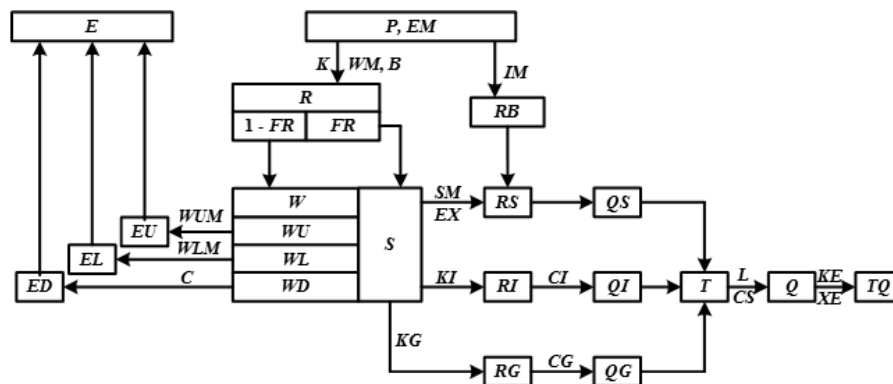 E
P, EM
K WM, B
IM
R
1 - FR FR
RB
W
WU
WL
WD
S
SM
EX
RS
QS
WUM
EU
WLM
EL
C
ED
KI
RI
CI
QI
T
L
CS
Q
KE
XE
TQ
KG
RG
CG
QG